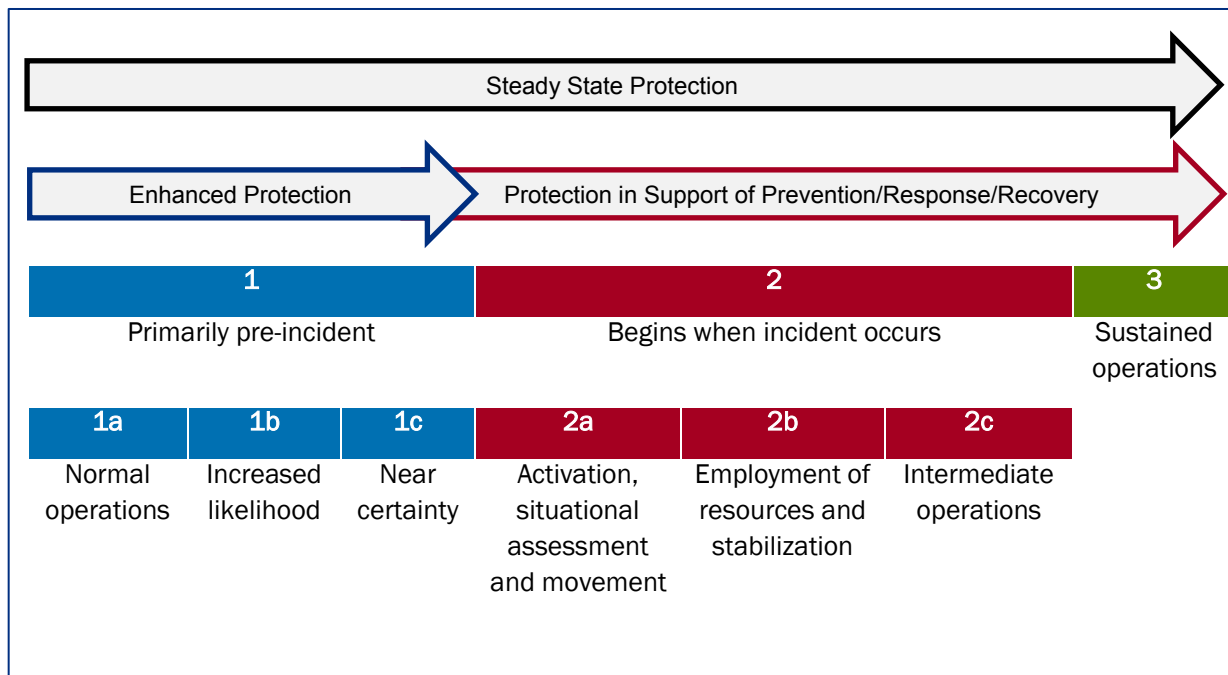 Steady State Protection
Enhanced Protection
Protection in Support of Prevention/Response/Recovery
1
2
3
Primarily pre-incident
Begins when incident occurs
Sustained
operations
1a
1b
1c
2a
2b
2c
Normal
operations
Increased
likelihood
Near
certainty
Activation,
situational
assessment
and movement
Employment of
resources and
stabilization
Intermediate
operations